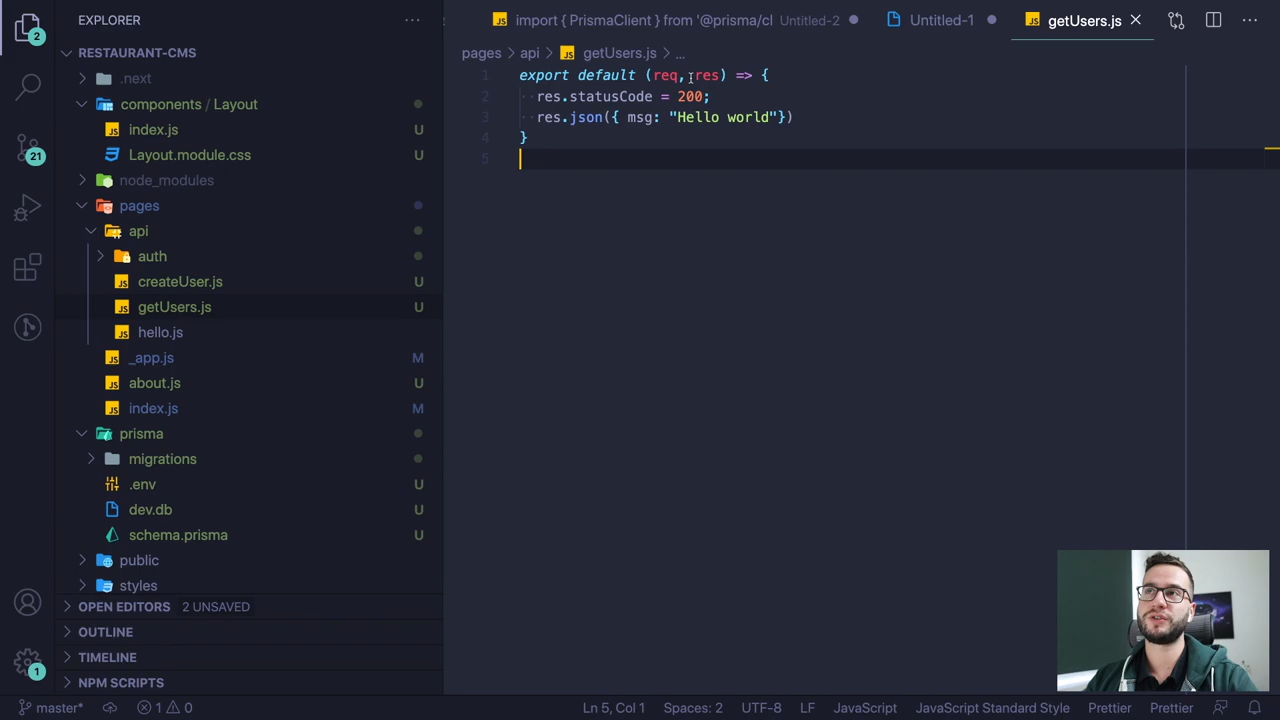 EXPLORER
RESTAURANT-CMS
.next
components / Layout
index.js
U
Layout.module.css
U
node_modules
pages
api
auth
createUser.js
U
getUsers.js
U
hello.js
_app.js
M
about.js
U
index.js
M
prisma
migrations
.env
U
dev.db
U
schema.prisma
U
public
styles
OPEN EDITORS 2 UNSAVED
OUTLINE
TIMELINE
NPM SCRIPTS
2
21
1
import { PrismaClient } from '@prisma/cl Untitled-2
Untitled-1
getUsers.js
pages > api > getUsers.js > ...
1 export default (req, res) => {
2 res.statusCode = 200;
3 res.json({ msg: "Hello world"})
4 }
5
master* 1 0 Ln 5, Col 1 Spaces: 2 UTF-8 LF JavaScript JavaScript Standard Style Prettier Prettier